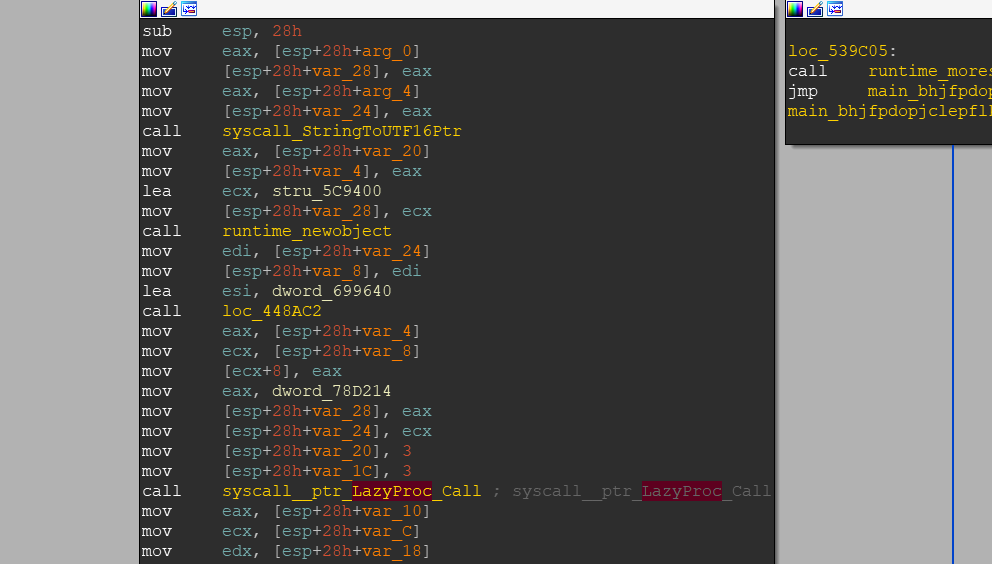 sub esp, 28h
mov eax, [esp+28h+arg_0]
mov [esp+28h+var_28], eax
mov eax, [esp+28h+arg_4]
mov [esp+28h+var_24], eax
call syscall_StringToUTF16Ptr
mov eax, [esp+28h+var_20]
mov [esp+28h+var_4], eax
lea ecx, stru_5C9400
mov [esp+28h+var_28], ecx
call runtime_newobject
mov edi, [esp+28h+var_24]
mov [esp+28h+var_8], edi
lea esi, dword_699640
call loc_448AC2
mov eax, [esp+28h+var_4]
mov ecx, [esp+28h+var_8]
mov [ecx+8], eax
mov eax, dword_78D214
mov [esp+28h+var_28], eax
mov [esp+28h+var_24], ecx
mov [esp+28h+var_20], 3
mov [esp+28h+var_1C], 3
call syscall__ptr_LazyProc_Call ; syscall__ptr_LazyProc_Call
mov eax, [esp+28h+var_10]
mov ecx, [esp+28h+var_C]
mov edx, [esp+28h+var_18]
loc_539C05:
call runtime_mores
jmp main_bhjfpdop